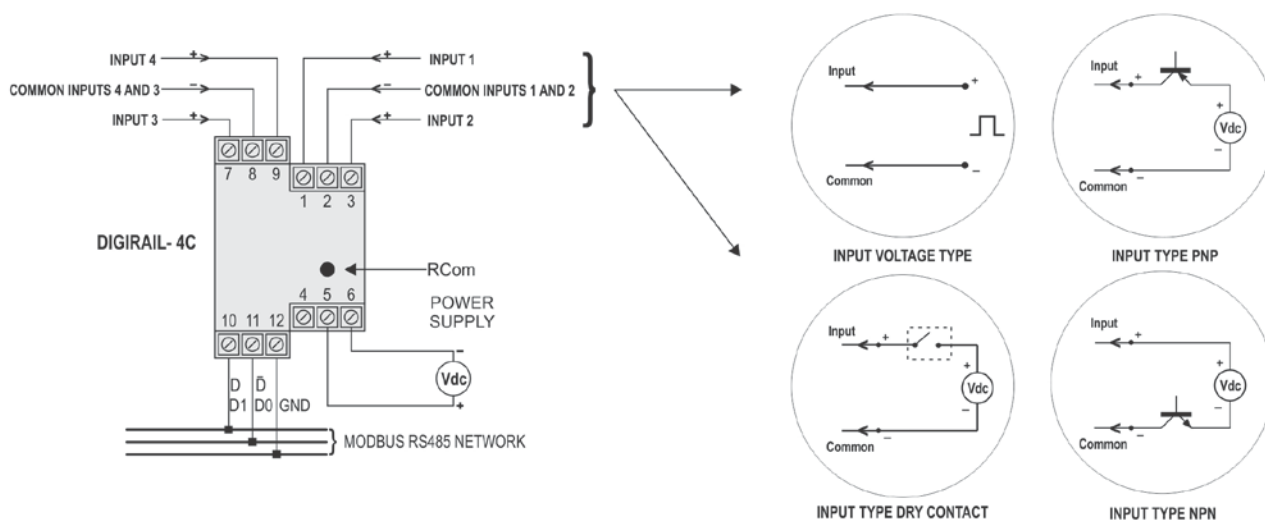 INPUT 4
COMMON INPUTS 4 AND 3
INPUT 3
INPUT 1
COMMON INPUTS 1 AND 2
INPUT 2
7 8 9
1 2 3
DIGIRAIL- 4C
RCom
4 5 6
POWER
SUPPLY
10 11 12
Vdc
D D̄
D1 D0 GND
MODBUS RS485 NETWORK
Input
Common
INPUT VOLTAGE TYPE
Input
Vdc
Common
INPUT TYPE PNP
Input
Vdc
Common
INPUT TYPE DRY CONTACT
Input
Vdc
Common
INPUT TYPE NPN